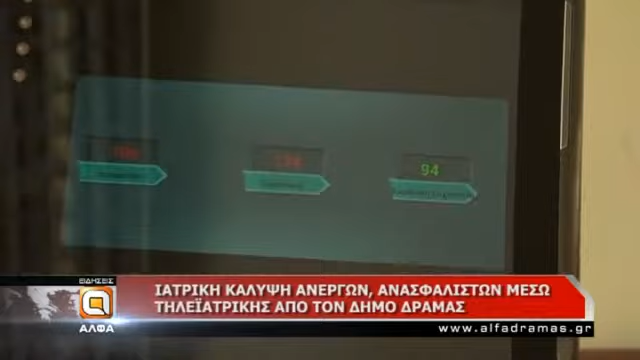 94
ΕΙΔΗΣΕΙΣ
ΑΛΦΑ
ΙΑΤΡΙΚΗ ΚΑΛΥΨΗ ΑΝΕΡΓΩΝ, ΑΝΑΣΦΑΛΙΣΤΩΝ ΜΕΣΩ
ΤΗΛΕΪΑΤΡΙΚΗΣ ΑΠΟ ΤΟΝ ΔΗΜΟ ΔΡΑΜΑΣ
www.alfadramas.gr